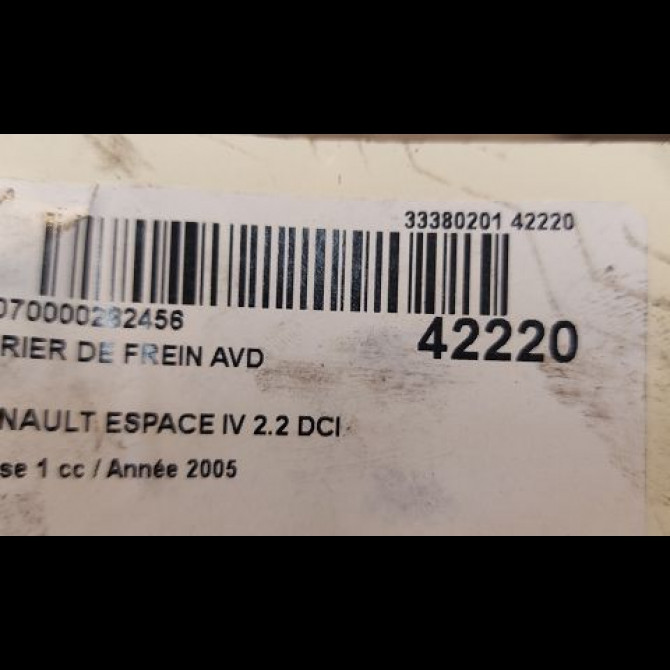 33380201 42220
070000282456
42220
RIER DE FREIN AVD
NAULT ESPACE IV 2.2 DCI
se 1 cc / Année 2005